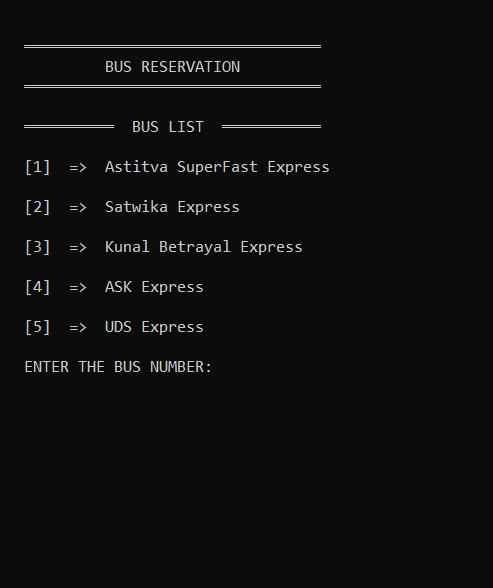 ═════════════════════════════════
BUS RESERVATION
═════════════════════════════════
══════════  BUS LIST  ═══════════
[1]  =>  Astitva SuperFast Express
[2]  =>  Satwika Express
[3]  =>  Kunal Betrayal Express
[4]  =>  ASK Express
[5]  =>  UDS Express
ENTER THE BUS NUMBER: